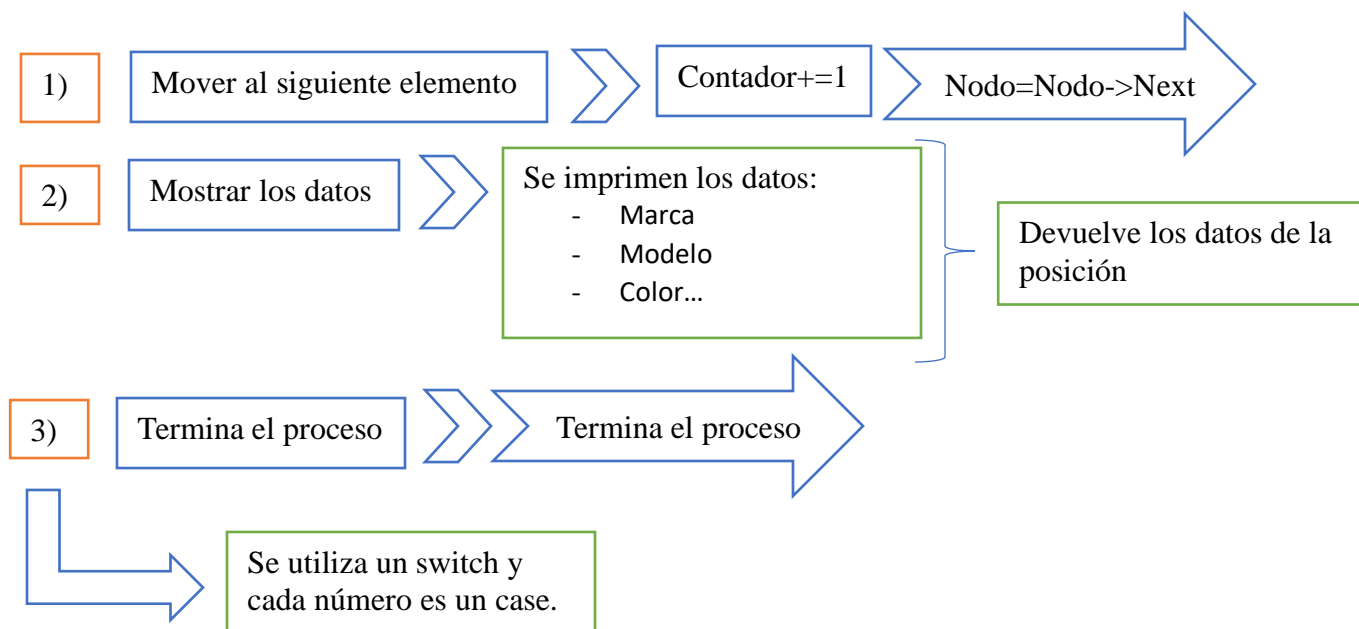 1)
Mover al siguiente elemento
Contador+=1
Nodo=Nodo->Next
2)
Mostrar los datos
Se imprimen los datos:
- Marca
- Modelo
- Color…
Devuelve los datos de la
posición
3)
Termina el proceso
Termina el proceso
Se utiliza un switch y
cada número es un case.